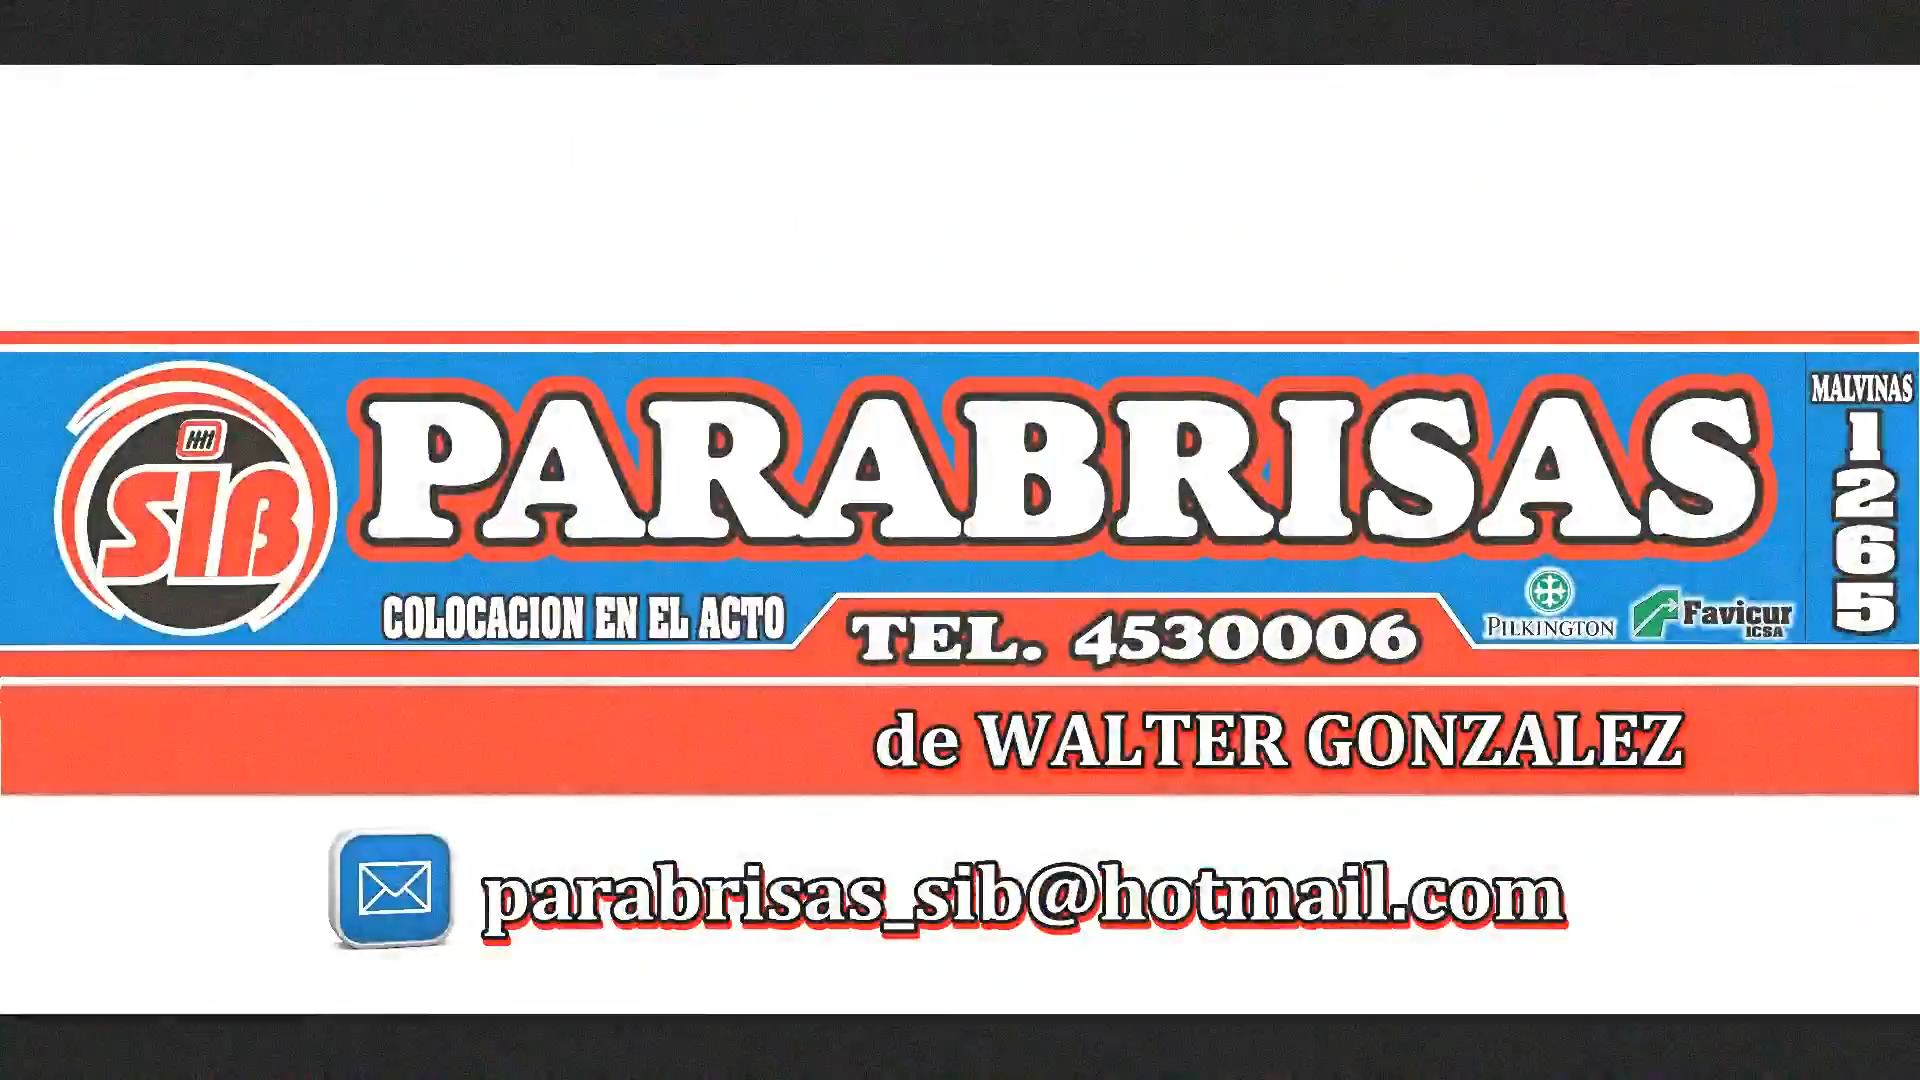 SIB
PARABRISAS
MALVINAS
1265
COLOCACION EN EL ACTO
TEL. 4530006
PILKINGTON
Favicur
ICSA
de WALTER GONZALEZ
parabrisas_sib@hotmail.com